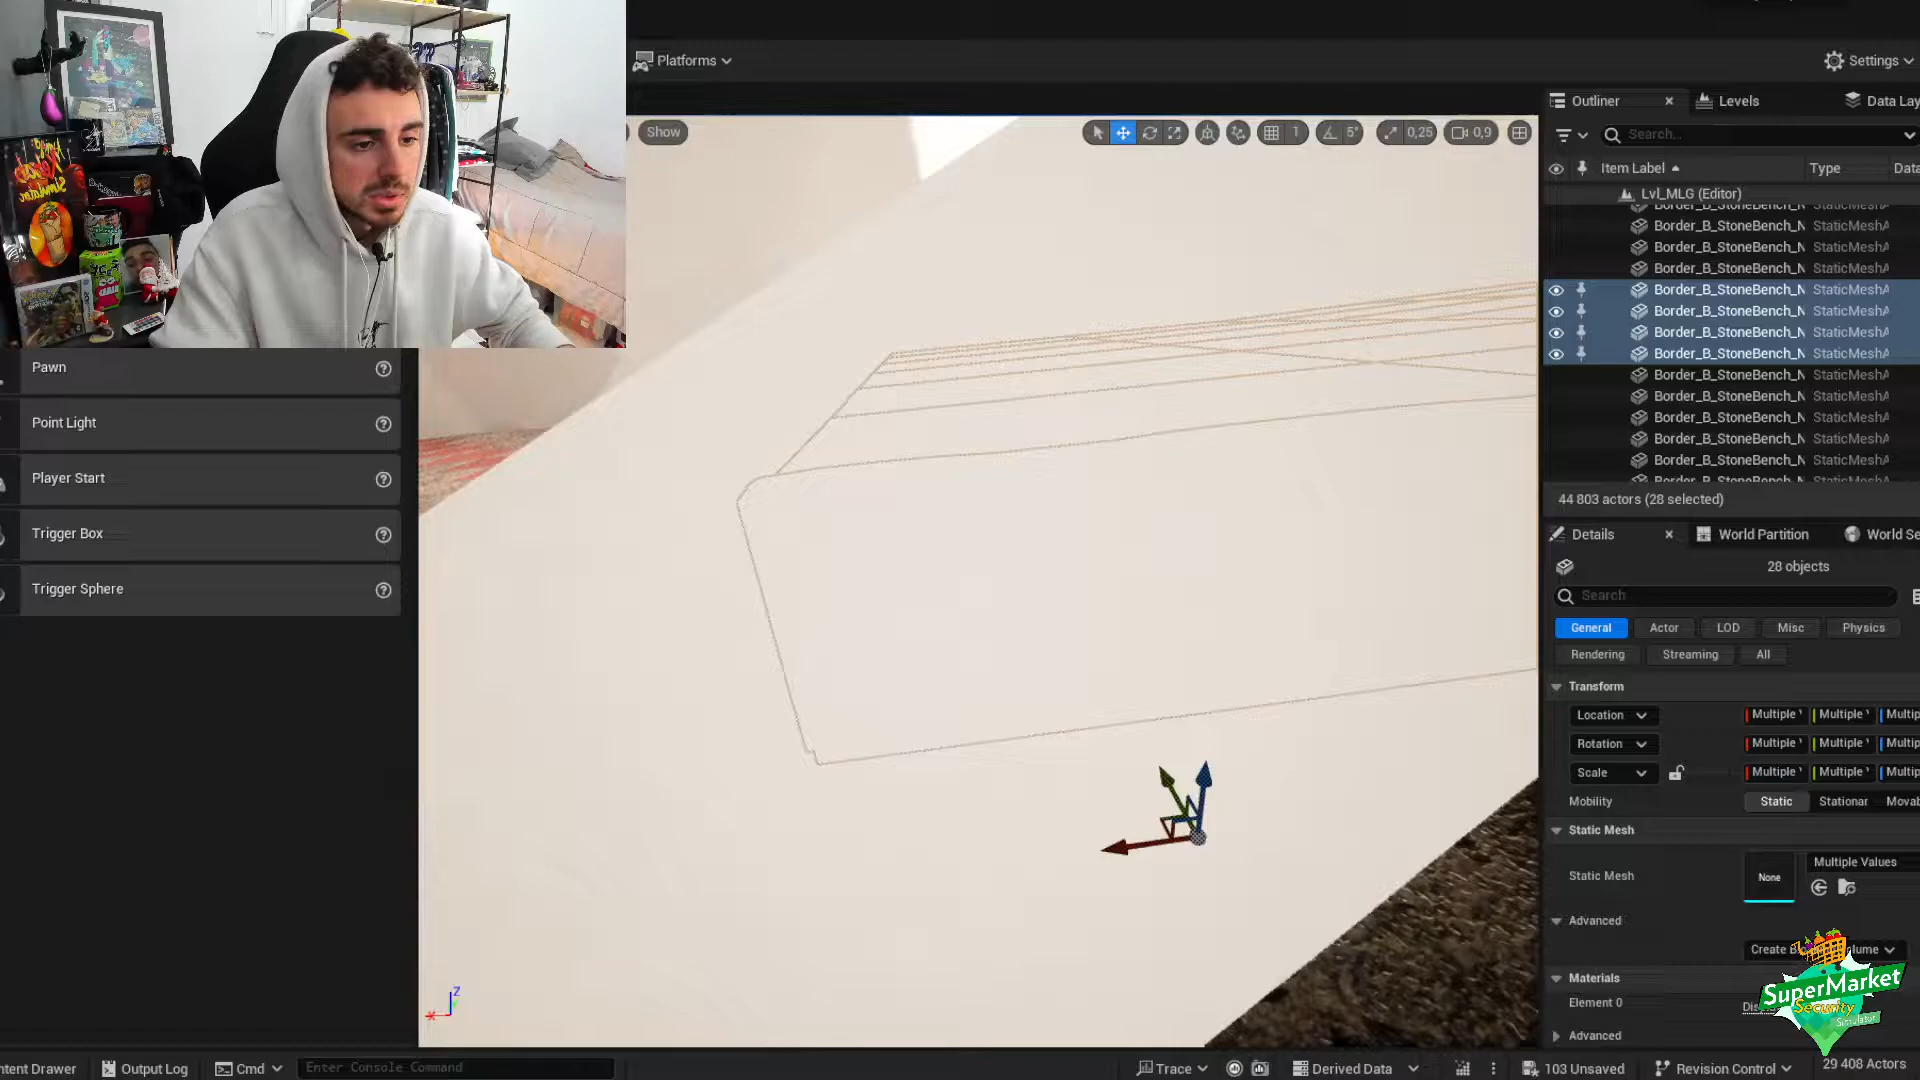 Platforms
Settings
Outliner
Levels
Data Lay
Show
1
5°
0,25
0,9
Search...
Item Label
Type
Data
Lvl_MLG (Editor)
Border_B_StoneBench_N StaticMeshA
Border_B_StoneBench_N StaticMeshA
Border_B_StoneBench_N StaticMeshA
Border_B_StoneBench_N StaticMeshA
Border_B_StoneBench_N StaticMeshA
Border_B_StoneBench_N StaticMeshA
Border_B_StoneBench_N StaticMeshA
Border_B_StoneBench_N StaticMeshA
Border_B_StoneBench_N StaticMeshA
Border_B_StoneBench_N StaticMeshA
Border_B_StoneBench_N StaticMeshA
Border_B_StoneBench_N StaticMeshA
Border_B_StoneBench_N StaticMeshA
Border_B_StoneBench_N StaticMeshA
44 803 actors (28 selected)
Pawn
Point Light
Player Start
Trigger Box
Trigger Sphere
Details
World Partition
World Se
28 objects
Search
General
Actor
LOD
Misc
Physics
Rendering
Streaming
All
Transform
Location
Multiple
Multiple
Multip
Rotation
Multiple
Multiple
Multip
Scale
Multiple
Multiple
Multip
Mobility
Static
Stationar
Movab
Static Mesh
Static Mesh
None
Multiple Values
Advanced
Create B
lume
Materials
Element 0
Advanced
SuperMarket
Security
Simulator
Z
X
ntent Drawer
Output Log
Cmd
Enter Console Command
Trace
Derived Data
103 Unsaved
Revision Control
29 408 Actors